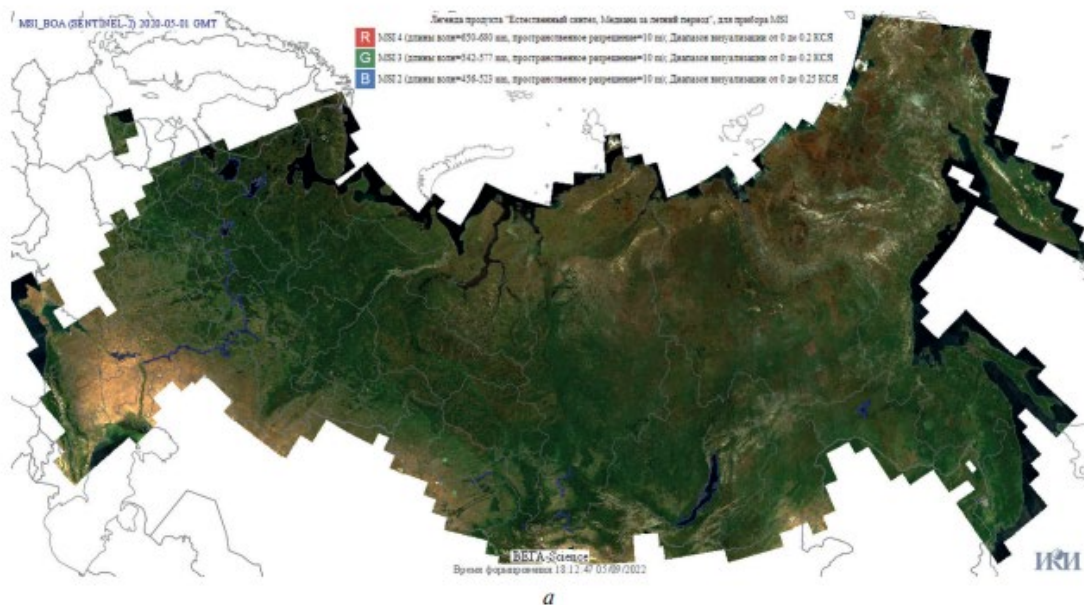 MSI_BOA (SENTINEL-2) 2020-05-01 GMT
Легенда продукта "Естественный синтез, Медиана за летний период", для прибора MSI
R MSI 4 (длины волн=650-680 нм, пространственное разрешение=10 м); Диапазон визуализации от 0 до 0.2 КСЯ
G MSI 3 (длины волн=542-577 нм, пространственное разрешение=10 м); Диапазон визуализации от 0 до 0.2 КСЯ
B MSI 2 (длины волн=456-523 нм, пространственное разрешение=10 м); Диапазон визуализации от 0 до 0.25 КСЯ
ВЕГА-Science
Время формирования 18:12:47 05/09/2022
ИКИ
а